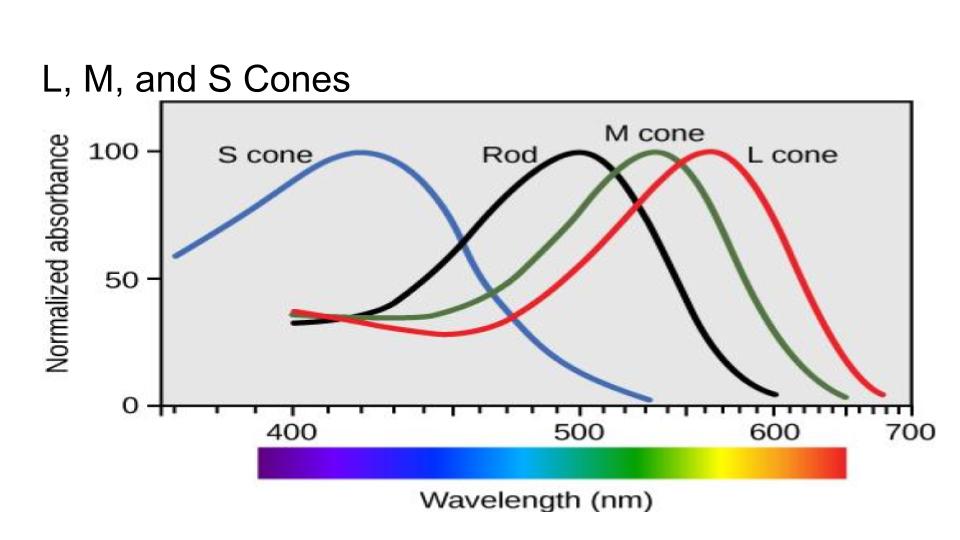 L, M, and S Cones
Normalized absorbance
100
50
0
S cone
Rod
M cone
L cone
400
500
600
700
Wavelength (nm)